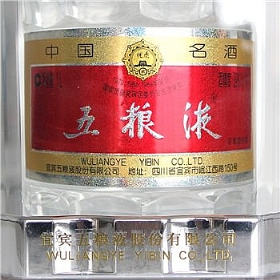 中国名酒
五粮液
WULIANGYE YIBIN CO.LTD.
宜宾五粮液股份有限公司 地址:四川省宜宾市岷江西路150号
宜宾五粮液股份有限公司
WULIANGYE YIBIN CO.,LTD.